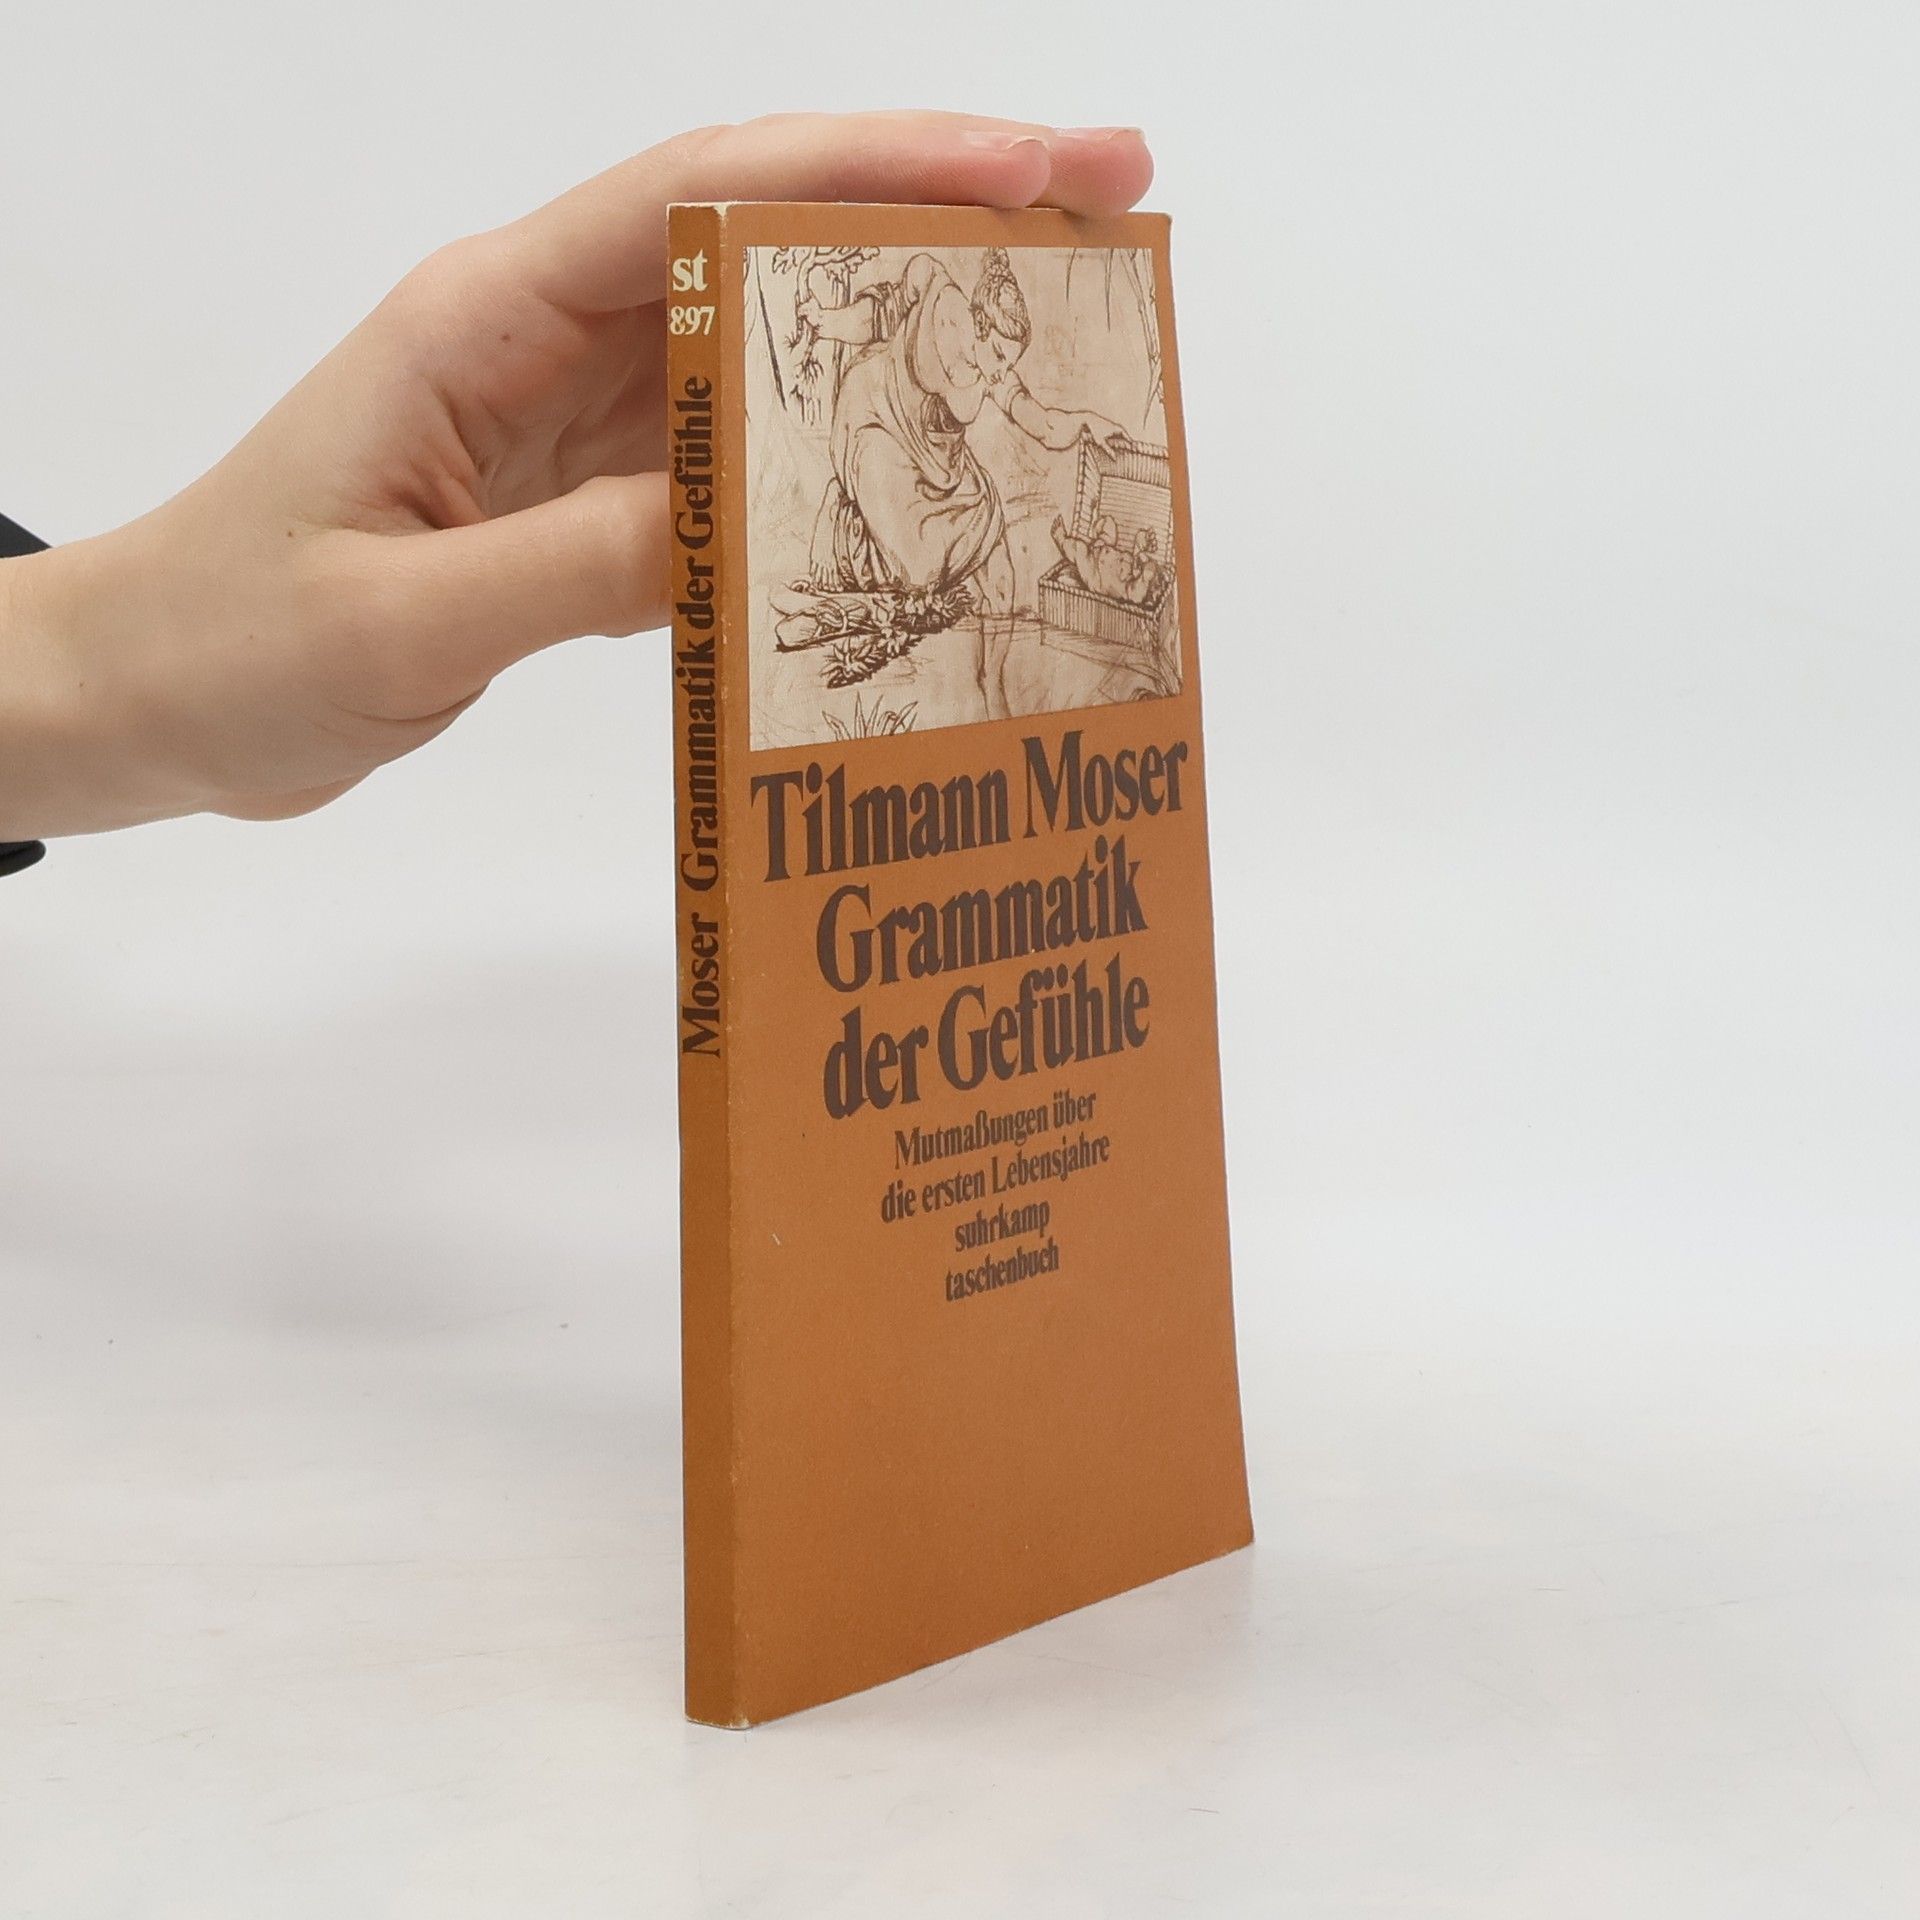 st
897
Moser Grammatik der Gefühle
Tilmann Moser
Grammatik
der Gefühle
Mutmaßungen über
die ersten Lebensjahre
suhrkamp
taschenbuch